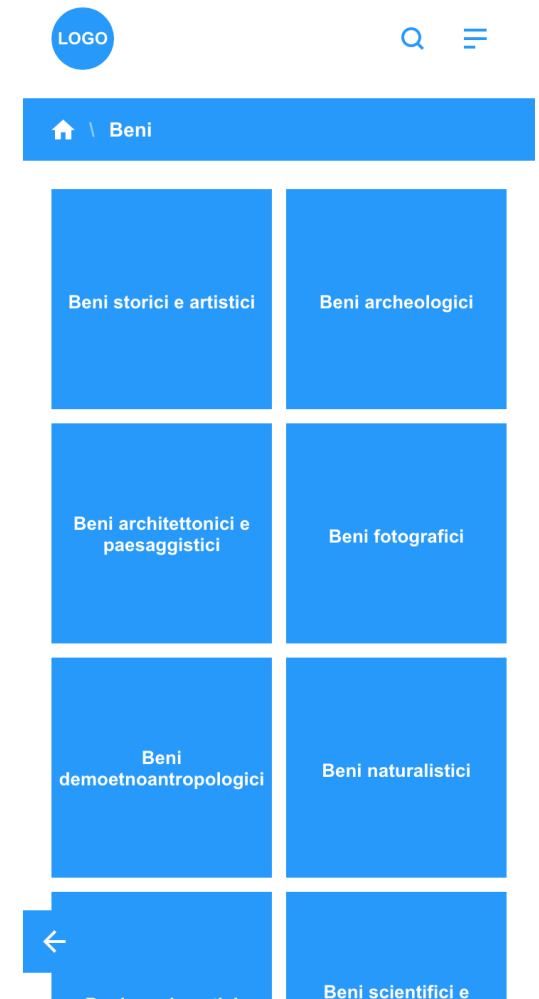 LOGO
\ Beni
Beni storici e artistici
Beni archeologici
Beni architettonici e
paesaggistici
Beni fotografici
Beni
demoetnoantropologici
Beni naturalistici
Beni scientifici e